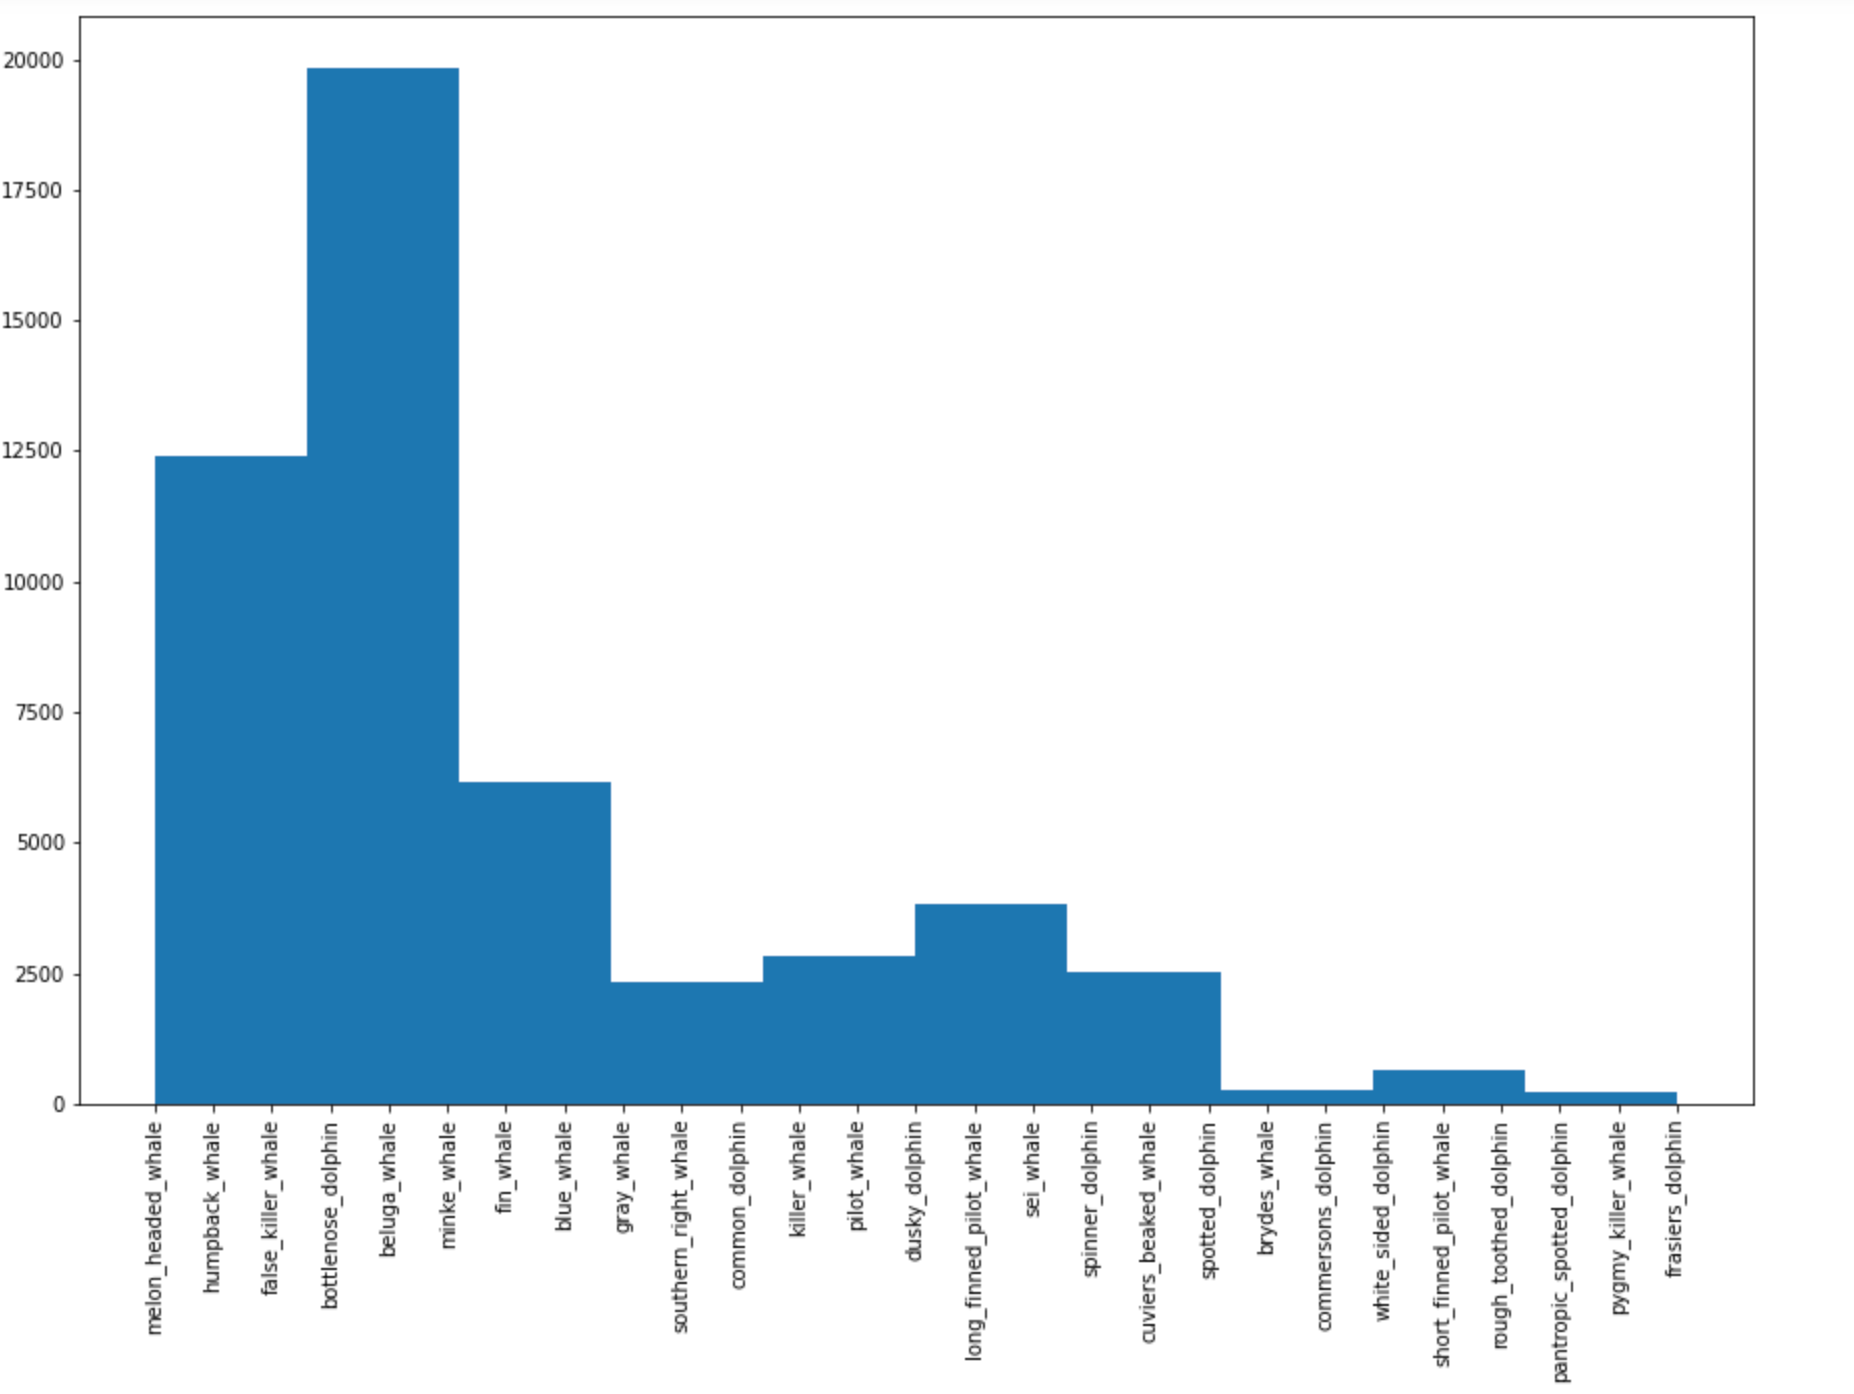 20000
17500
15000
12500
10000
7500
5000
2500
0
melon_headed_whale
humpback_whale
false_killer_whale
bottlenose_dolphin
beluga_whale
minke_whale
fin_whale
blue_whale
gray_whale
southern_right_whale
common_dolphin
killer_whale
pilot_whale
dusky_dolphin
long_finned_pilot_whale
sei_whale
spinner_dolphin
cuviers_beaked_whale
spotted_dolphin
brydes_whale
commersons_dolphin
white_sided_dolphin
short_finned_pilot_whale
rough_toothed_dolphin
pantropic_spotted_dolphin
pygmy_killer_whale
frasiers_dolphin